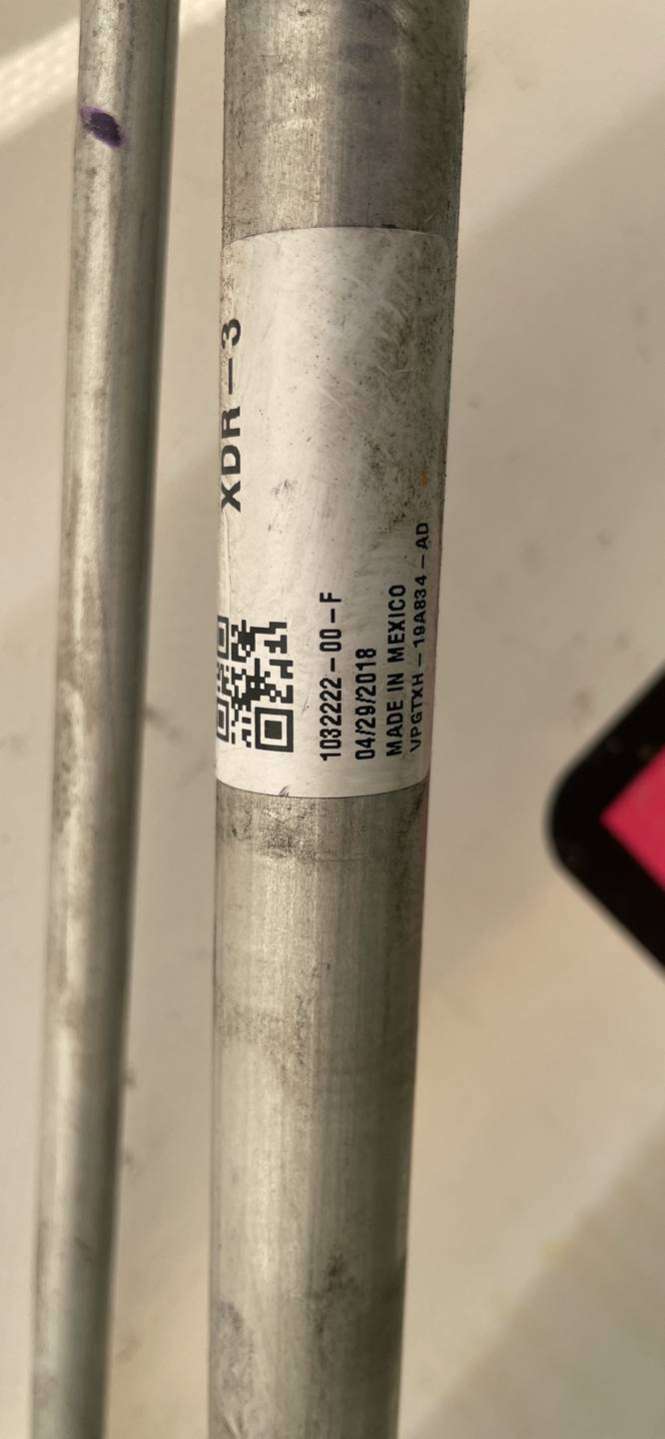 XDR-3
1032222-00-F
04/29/2018
MADE IN MEXICO
VPGTXH-19A834-AD